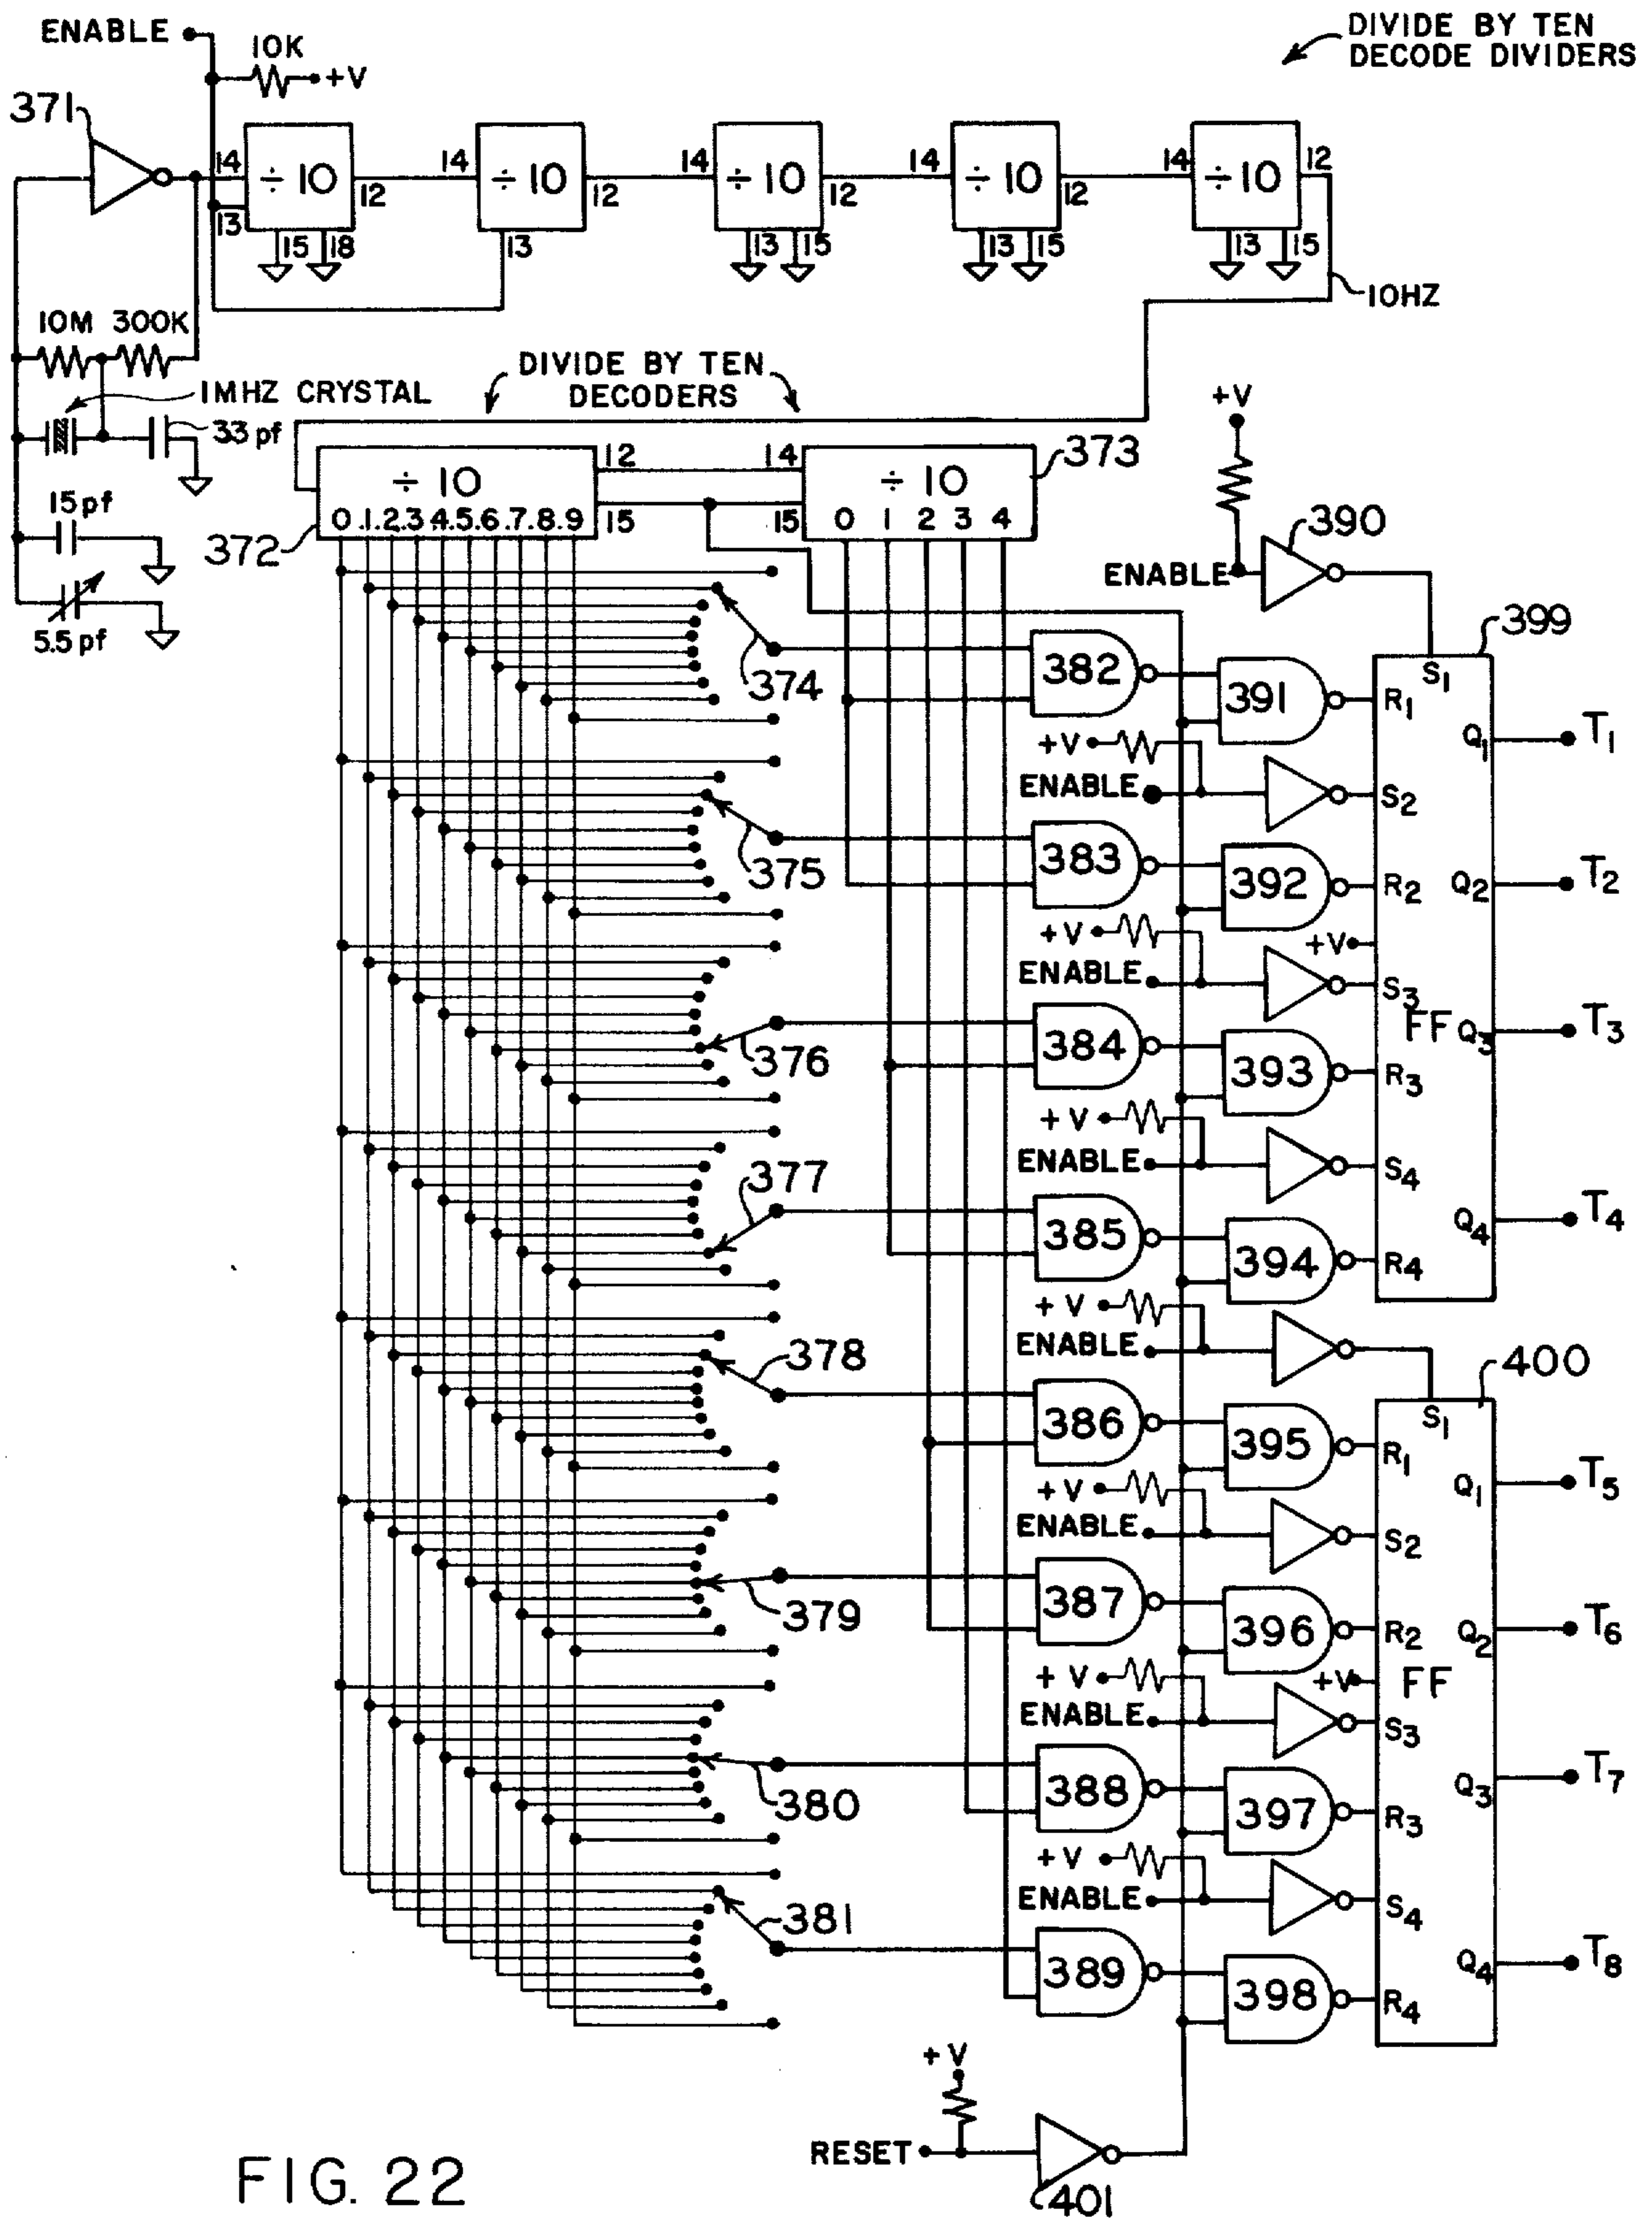 ENABLE
10K
+V
DIVIDE BY TEN
DECODE DIVIDERS
371
14
÷ 10
12
13
15
18
14
÷ 10
12
13
14
÷ 10
12
13
15
14
÷ 10
12
13
15
14
÷ 10
12
13
15
10HZ
10M
300K
1MHZ CRYSTAL
33 pf
15 pf
5.5 pf
DIVIDE BY TEN
DECODERS
÷ 10
12
15
0 .1 .2 .3 .4 .5 .6 .7 .8 .9
372
14
15
÷ 10
0 1 2 3 4
373
+V
390
ENABLE
399
374
382
391
S1
R1
Q1
T1
+V
ENABLE
S2
375
383
392
R2
Q2
T2
+V
+V
ENABLE
S3
FF
Q3
T3
376
384
393
R3
+V
ENABLE
S4
377
385
394
R4
Q4
T4
+V
ENABLE
400
378
386
395
S1
R1
Q1
T5
+V
ENABLE
S2
379
387
396
R2
Q2
T6
+V
+V
FF
ENABLE
S3
380
388
397
R3
Q3
T7
+V
ENABLE
S4
381
389
398
R4
Q4
T8
+V
RESET
401
FIG. 22